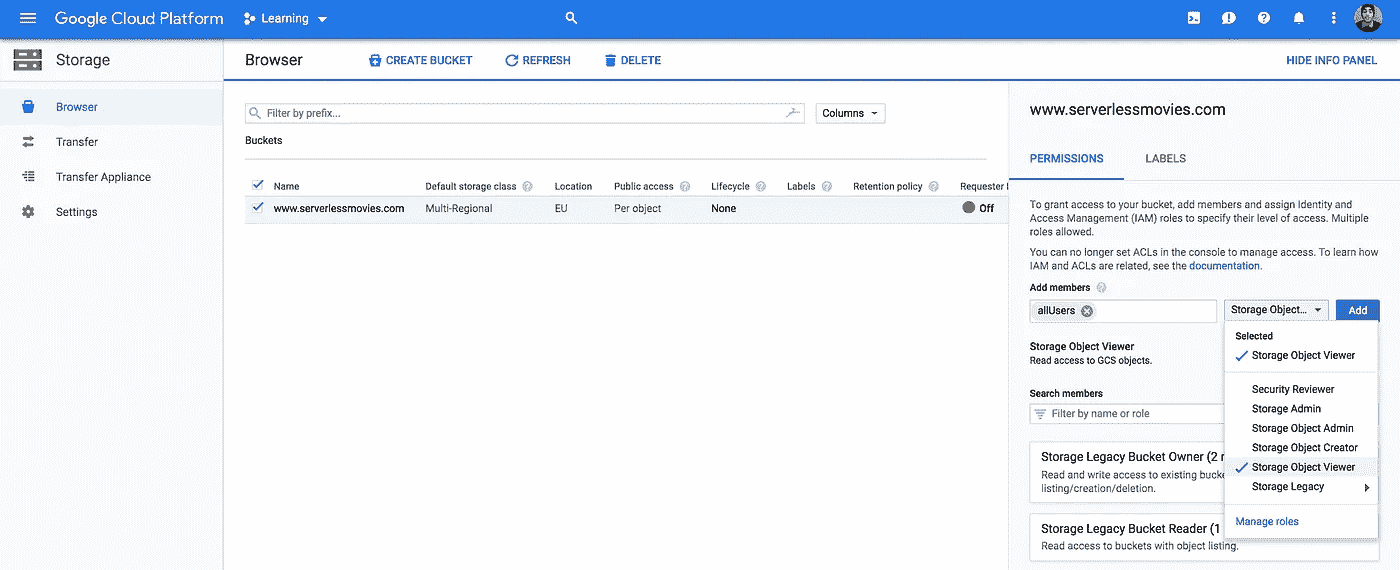 Google Cloud Platform Learning
Storage
Browser
Transfer
Transfer Appliance
Settings
Browser CREATE BUCKET REFRESH DELETE HIDE INFO PANEL
Filter by prefix... Columns
Buckets
Name Default storage class Location Public access Lifecycle Labels Retention policy Requester
www.serverlessmovies.com Multi-Regional EU Per object None Off
www.serverlessmovies.com
PERMISSIONS LABELS
To grant access to your bucket, add members and assign Identity and
Access Management (IAM) roles to specify their level of access. Multiple
roles allowed.
You can no longer set ACLs in the console to manage access. To learn how
IAM and ACLs are related, see the documentation.
Add members
allUsers Storage Object... Add
Storage Object Viewer
Read access to GCS objects.
Search members
Filter by name or role
Storage Legacy Bucket Owner (2
Read and write access to existing
listing/creation/deletion.
Storage Legacy Bucket Reader (1
Read access to buckets with object listing.
Selected
Storage Object Viewer
Security Reviewer
Storage Admin
Storage Object Admin
Storage Object Creator
Storage Object Viewer
Storage Legacy
Manage roles